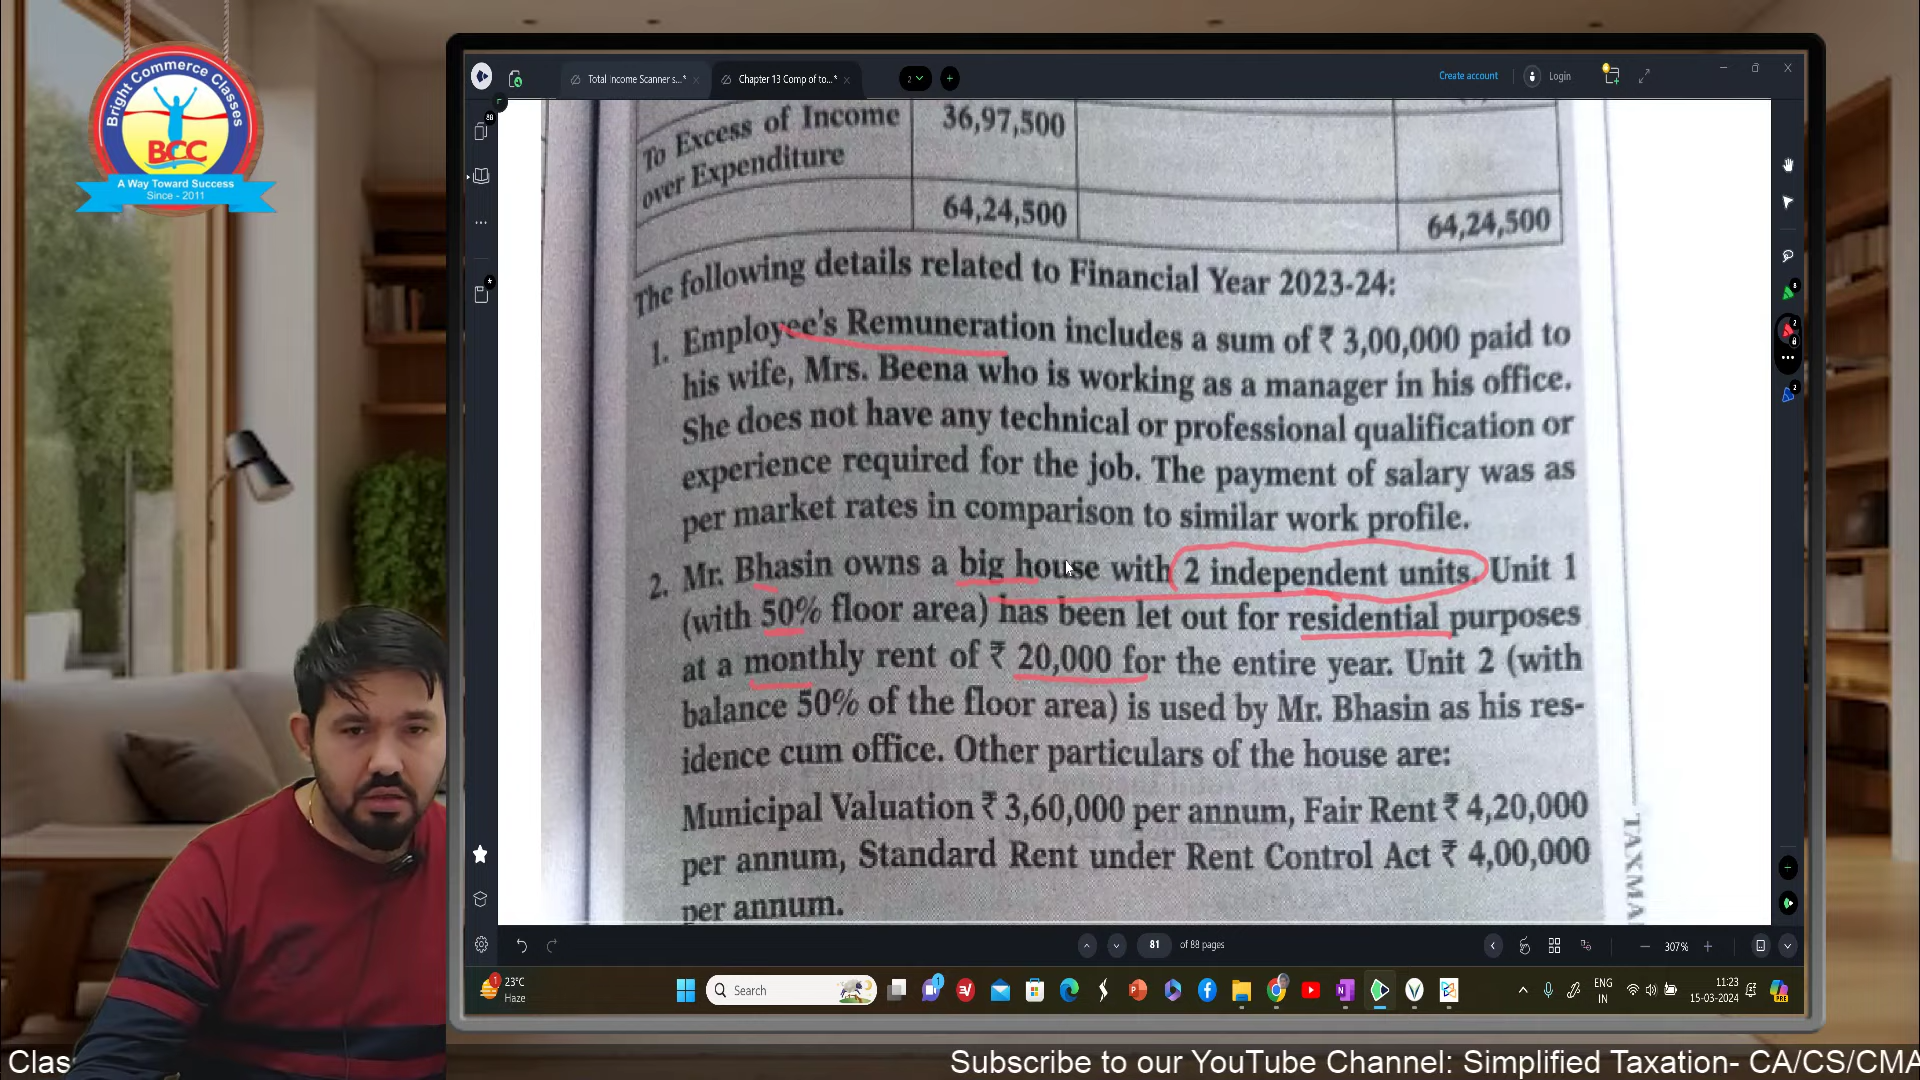 Bright Commerce Classes
BCC
A Way Toward Success
Since - 2011
Total Income Scanner s...*
Chapter 13 Comp of to...*
2
Create account
Login
88
To Excess of Income
over Expenditure
36,97,500
64,24,500
64,24,500
The following details related to Financial Year 2023-24:
1. Employee's Remuneration includes a sum of ₹ 3,00,000 paid to
his wife, Mrs. Beena who is working as a manager in his office.
She does not have any technical or professional qualification or
experience required for the job. The payment of salary was as
per market rates in comparison to similar work profile.
2. Mr. Bhasin owns a big house with 2 independent units. Unit 1
(with 50% floor area) has been let out for residential purposes
at a monthly rent of ₹ 20,000 for the entire year. Unit 2 (with
balance 50% of the floor area) is used by Mr. Bhasin as his res-
idence cum office. Other particulars of the house are:
Municipal Valuation ₹ 3,60,000 per annum, Fair Rent ₹ 4,20,000
per annum, Standard Rent under Rent Control Act ₹ 4,00,000
per annum.
TAXMA
81 of 88 pages
307%
23°C
Haze
Search
ENG
IN
11:23
15-03-2024
Clas
Subscribe to our YouTube Channel: Simplified Taxation- CA/CS/CMA